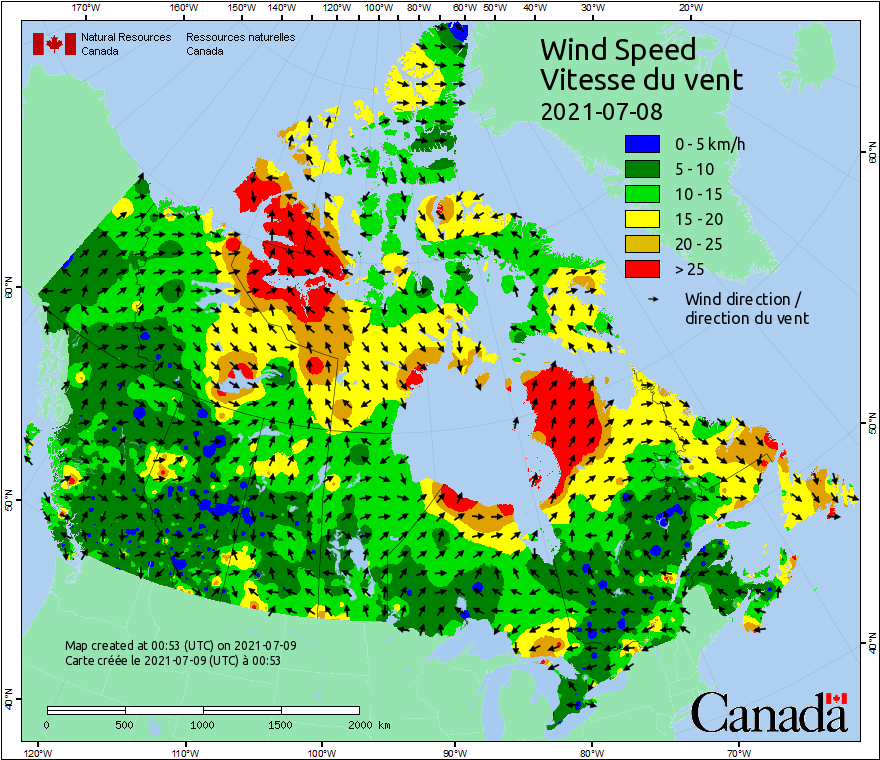 170°W 160°W 150°W 140°W 130°W 120°W 110°W 100°W 90°W 80°W 70°W 60°W 50°W 40°W 30°W 20°W
Natural Resources Canada
Ressources naturelles Canada
Wind Speed
Vitesse du vent
2021-07-08
0 - 5 km/h
5 - 10
10 - 15
15 - 20
20 - 25
> 25
Wind direction /
direction du vent
60°N
60°N
50°N
50°N
40°N
40°N
Map created at 00:53 (UTC) on 2021-07-09
Carte créée le 2021-07-09 (UTC) à 00:53
0 500 1000 1500 2000 km
Canada
120°W 110°W 100°W 90°W 80°W 70°W